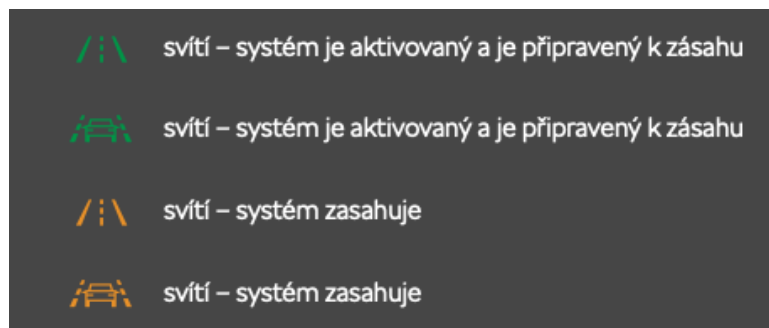 svítí – systém je aktivovaný a je připravený k zásahu
svítí – systém je aktivovaný a je připravený k zásahu
svítí – systém zasahuje
svítí – systém zasahuje